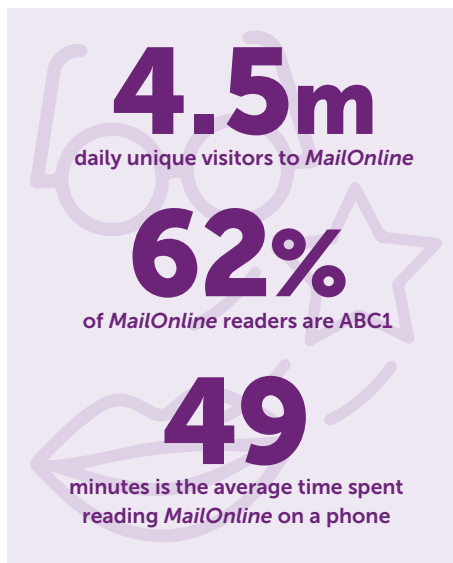 4.5m
daily unique visitors to MailOnline
62%
of MailOnline readers are ABC1
49
minutes is the average time spent
reading MailOnline on a phone